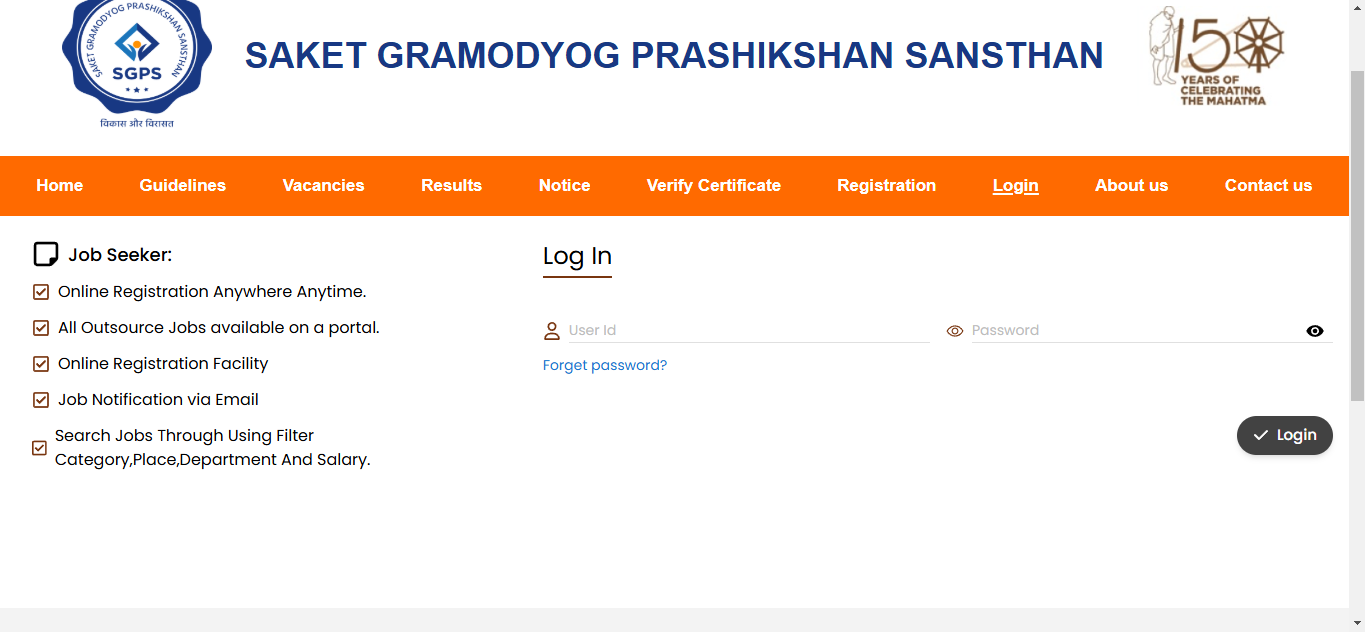 SAKET GRAMODYOG PRASHIKSHAN SANSTHAN
SGPS
विकास और विरासत
SAKET GRAMODYOG PRASHIKSHAN SANSTHAN
150
YEARS OF
CELEBRATING
THE MAHATMA
Home Guidelines Vacancies Results Notice Verify Certificate Registration Login About us Contact us
Job Seeker:
Online Registration Anywhere Anytime.
All Outsource Jobs available on a portal.
Online Registration Facility
Job Notification via Email
Search Jobs Through Using Filter
Category,Place,Department And Salary.
Log In
User Id Password
Forget password?
Login